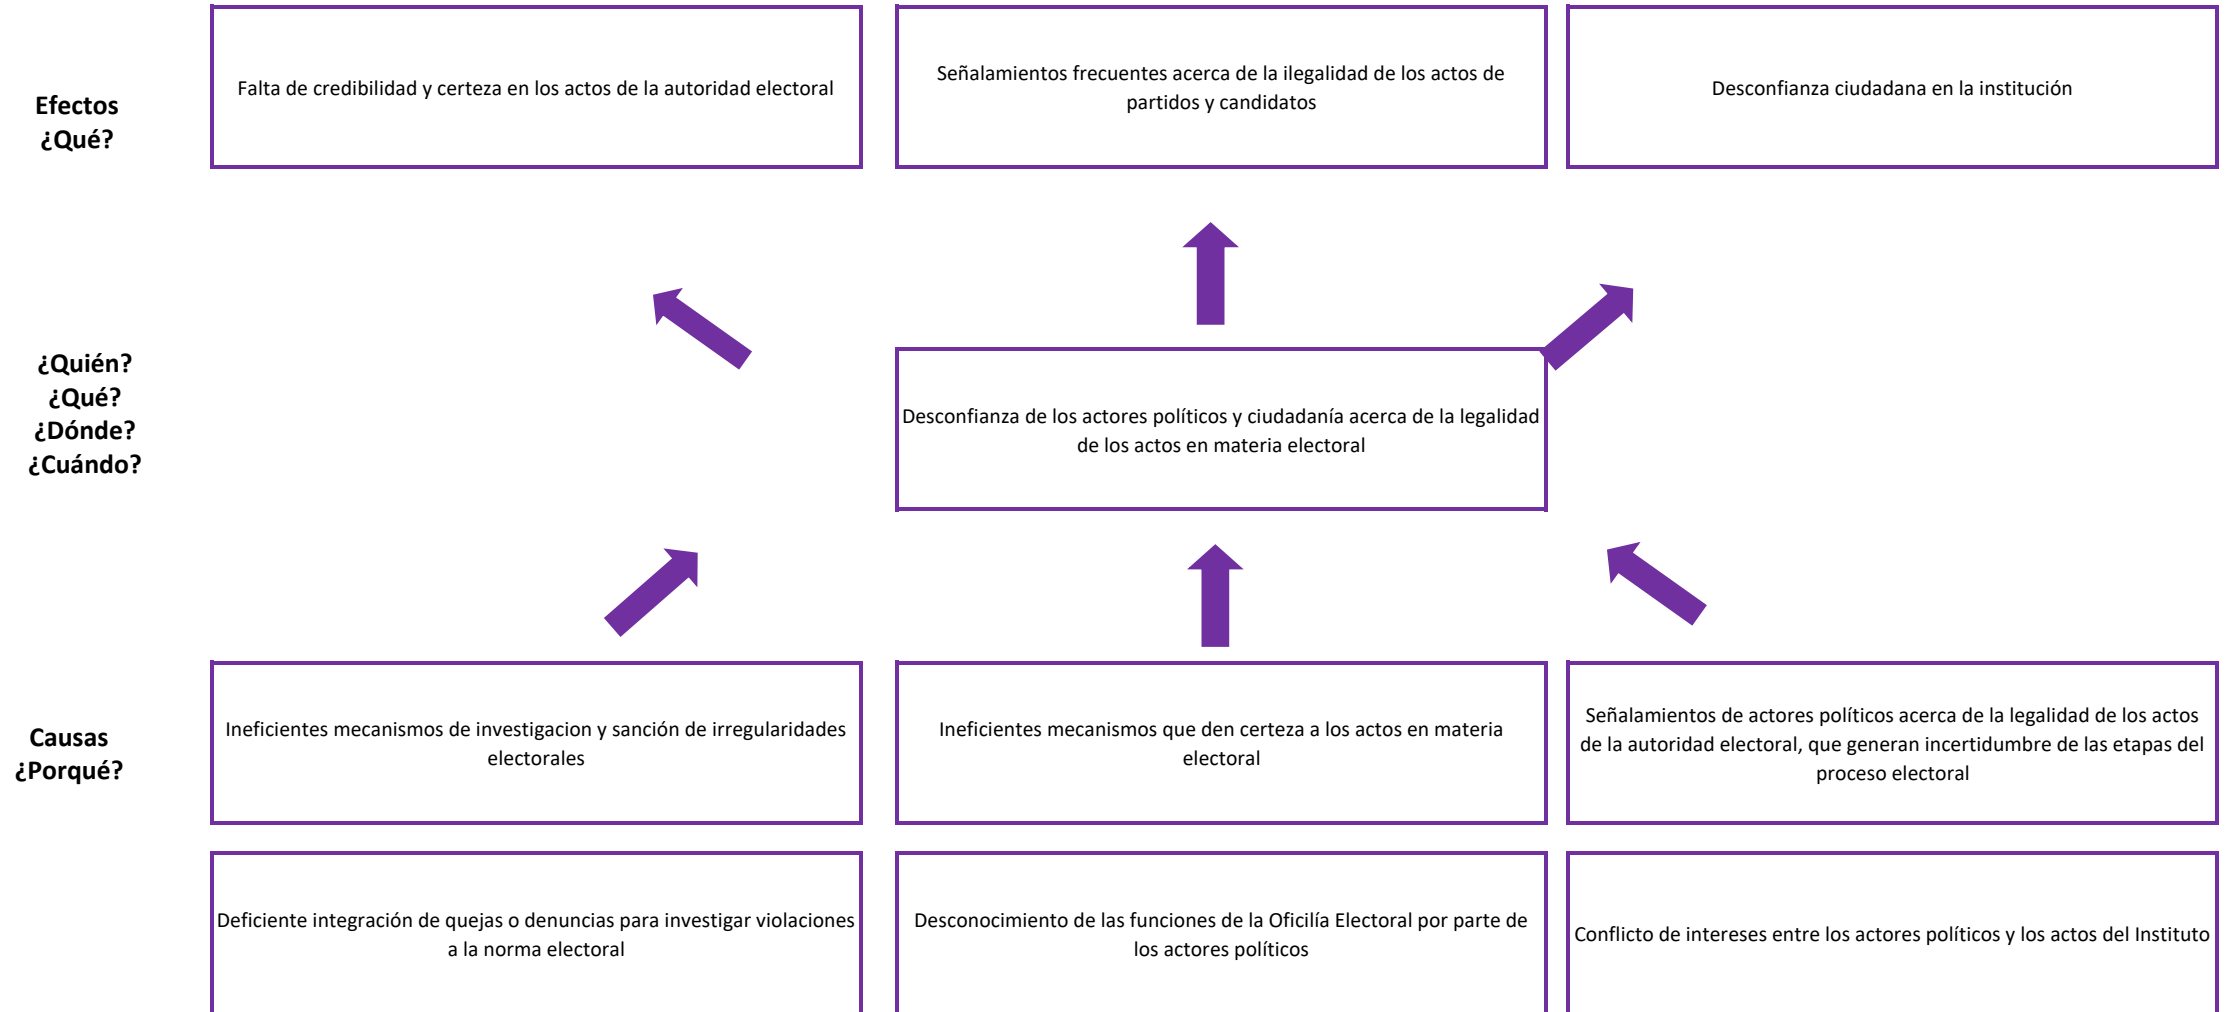 Efectos
¿Qué?
Falta de credibilidad y certeza en los actos de la autoridad electoral
Señalamientos frecuentes acerca de la ilegalidad de los actos de
partidos y candidatos
Desconfianza ciudadana en la institución
¿Quién?
¿Qué?
¿Dónde?
¿Cuándo?
Desconfianza de los actores políticos y ciudadanía acerca de la legalidad
de los actos en materia electoral
Causas
¿Porqué?
Ineficientes mecanismos de investigacion y sanción de irregularidades
electorales
Ineficientes mecanismos que den certeza a los actos en materia
electoral
Señalamientos de actores políticos acerca de la legalidad de los actos
de la autoridad electoral, que generan incertidumbre de las etapas del
proceso electoral
Deficiente integración de quejas o denuncias para investigar violaciones
a la norma electoral
Desconocimiento de las funciones de la Oficilía Electoral por parte de
los actores políticos
Conflicto de intereses entre los actores políticos y los actos del Instituto